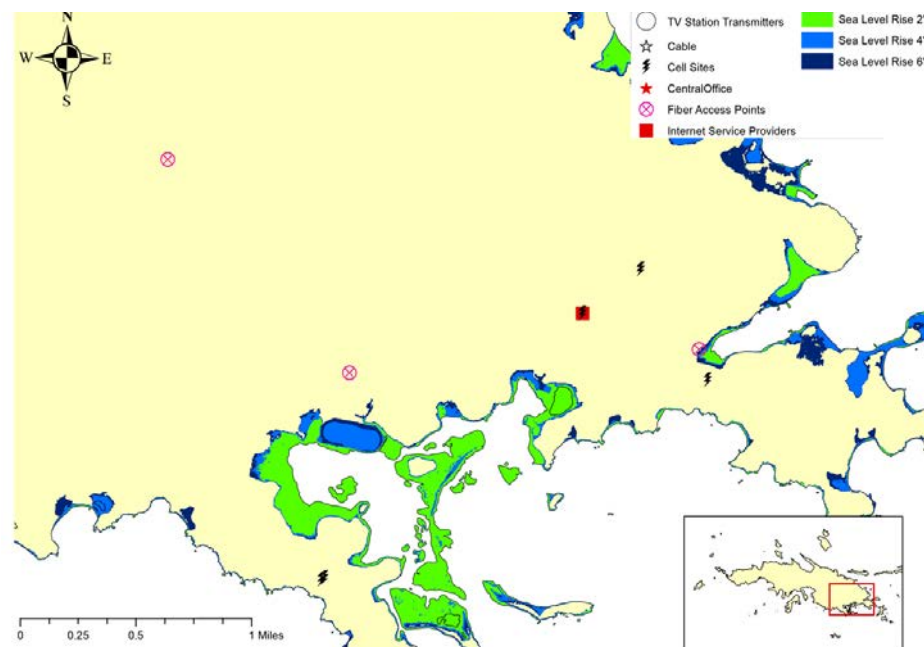 N
W E
S
TV Station Transmitters
Cable
Cell Sites
CentralOffice
Fiber Access Points
Internet Service Providers
Sea Level Rise 2'
Sea Level Rise 4'
Sea Level Rise 6'
0 0.25 0.5 1 Miles